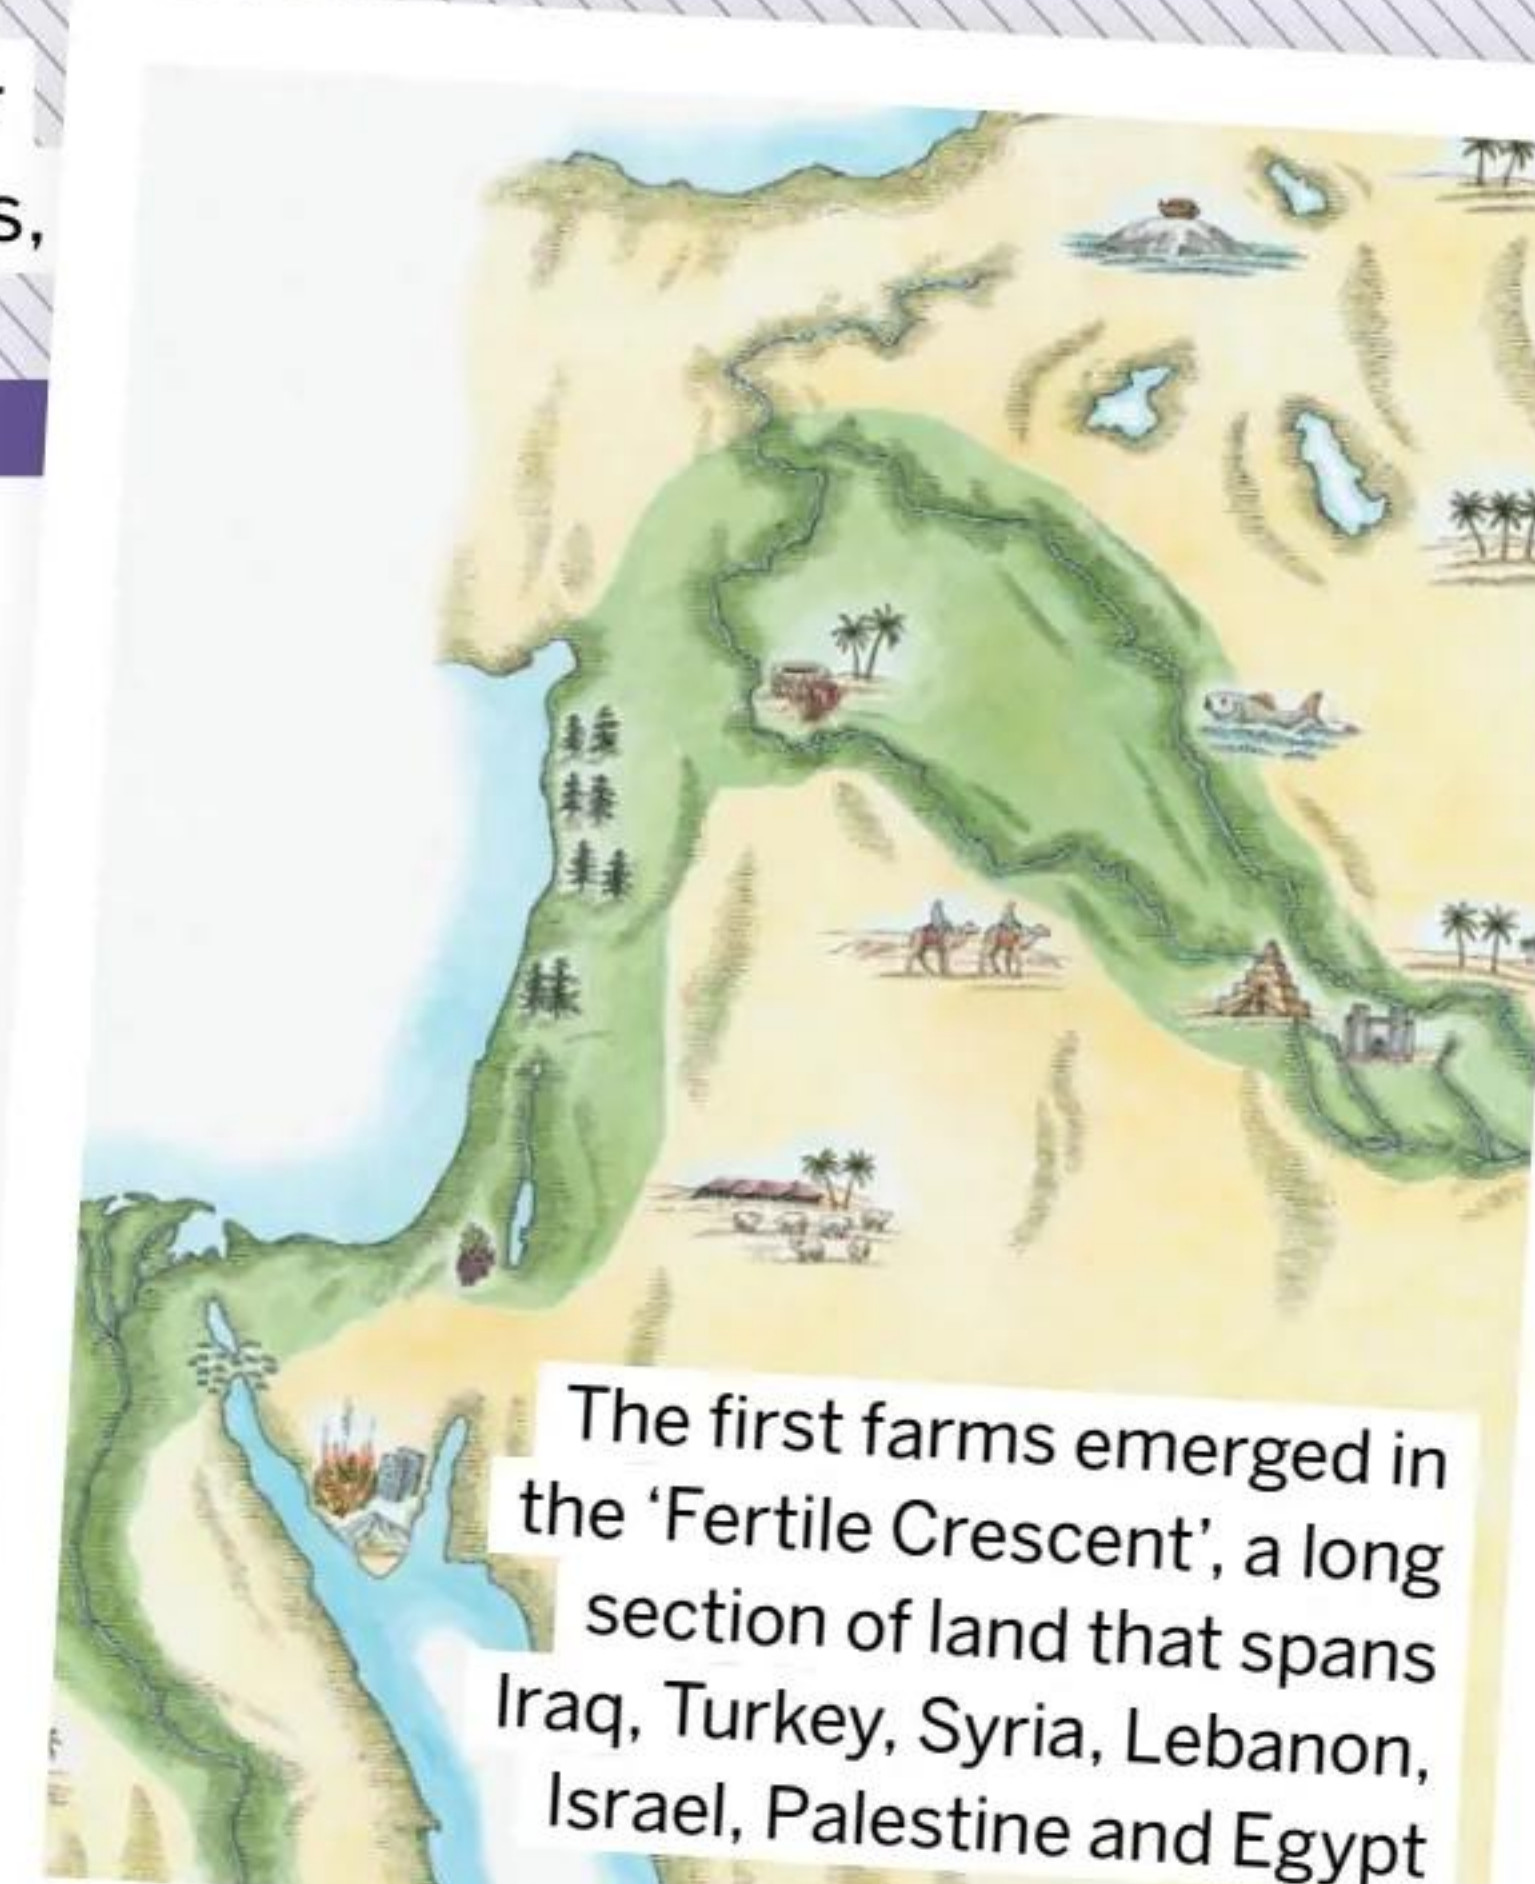 s,
The first farms emerged in
the ‘Fertile Crescent’, a long
section of land that spans
Iraq, Turkey, Syria, Lebanon,
Israel, Palestine and Egypt